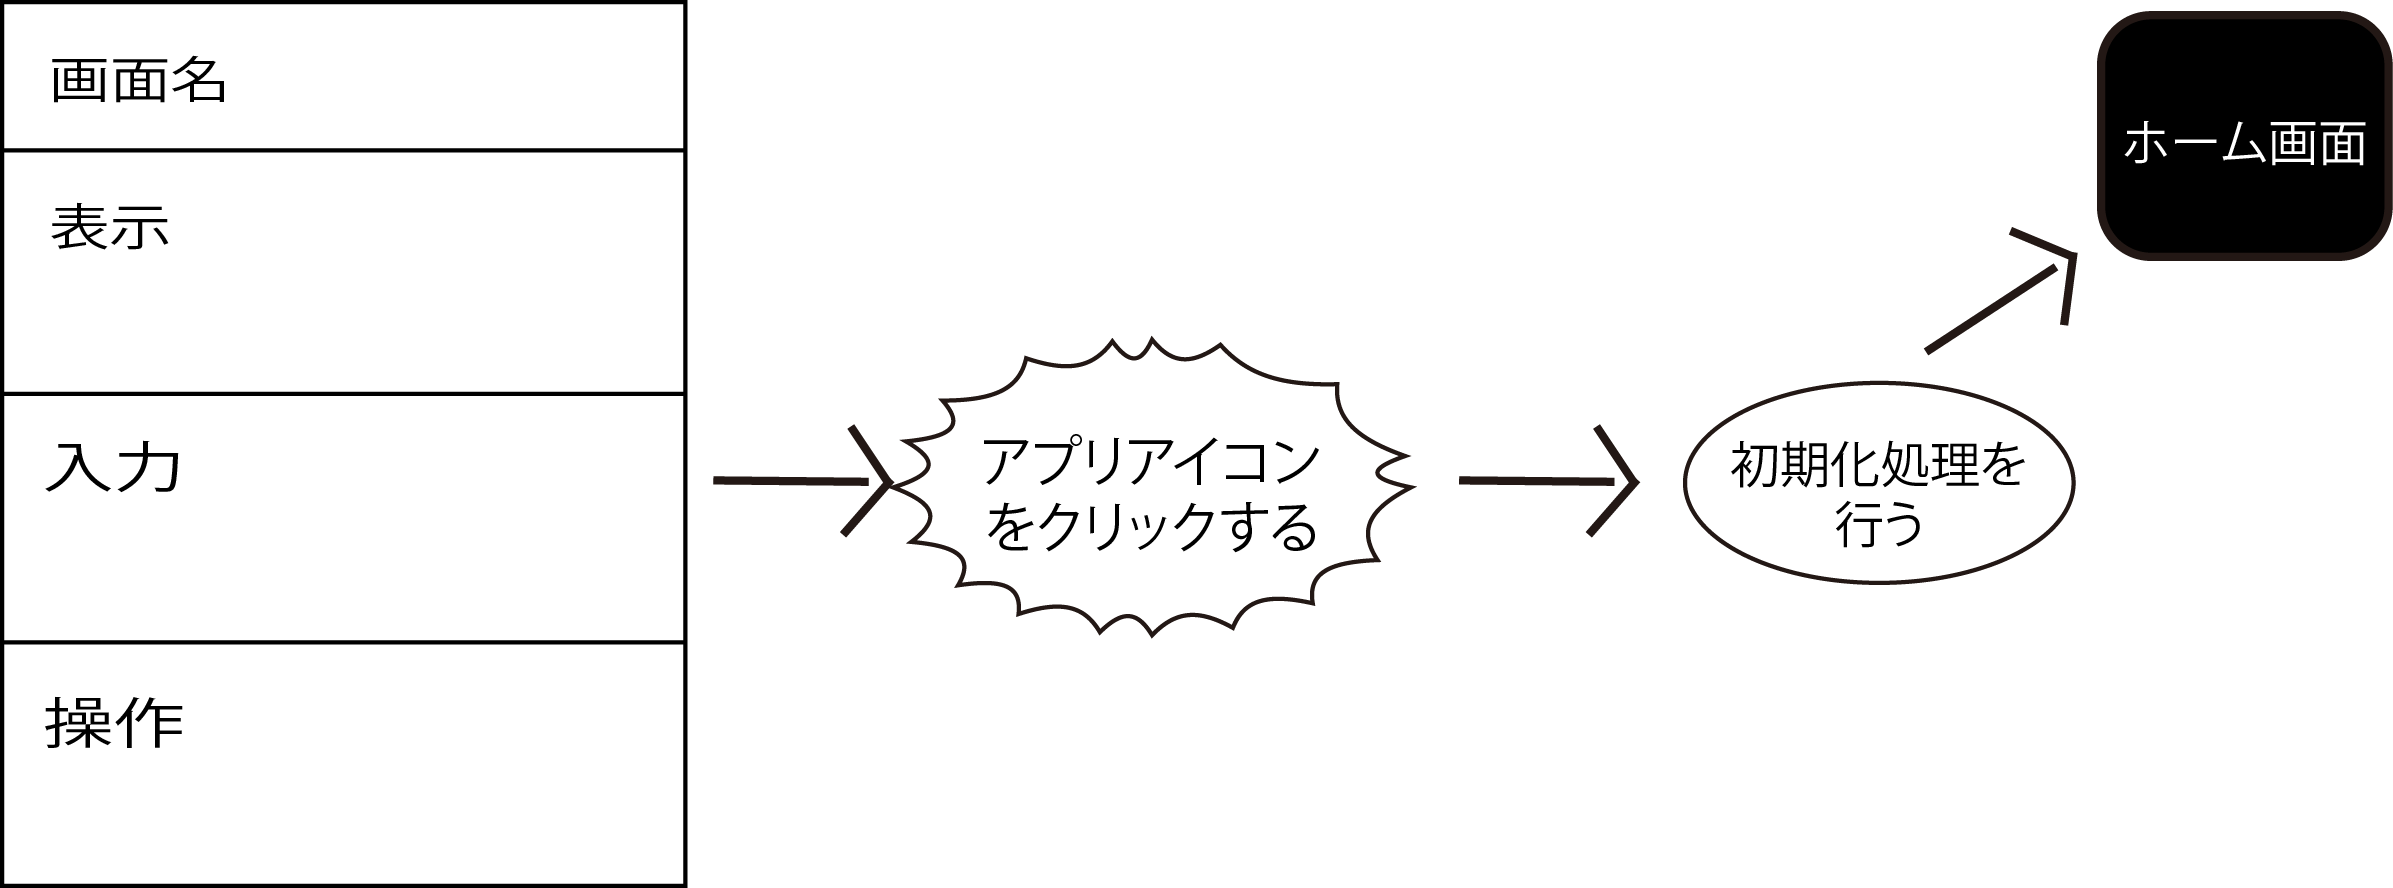 画面名
表示
入力
操作
アプリアイコン
をクリックする
初期化処理を
行う
ホーム画面